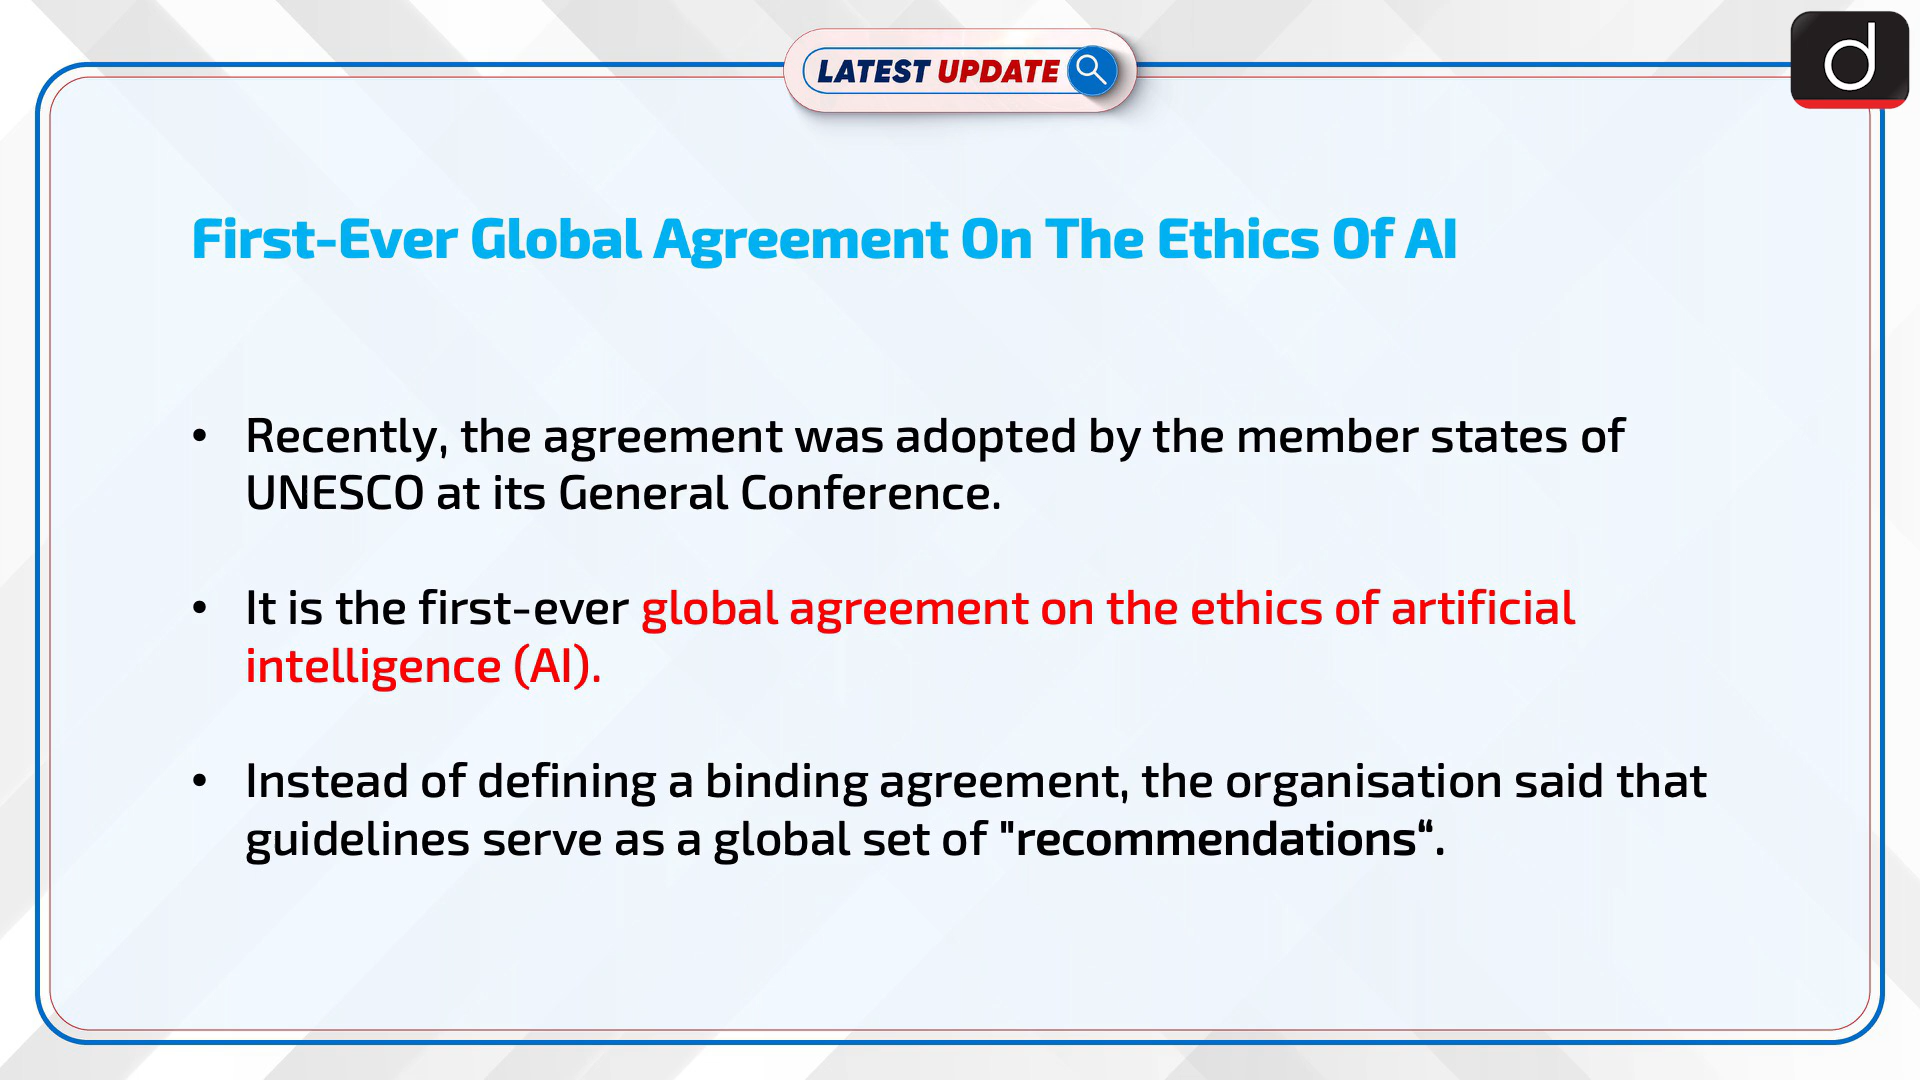 LATEST UPDATE
d
First-Ever Global Agreement On The Ethics Of AI
• Recently, the agreement was adopted by the member states of
UNESCO at its General Conference.
• It is the first-ever global agreement on the ethics of artificial
intelligence (AI).
• Instead of defining a binding agreement, the organisation said that
guidelines serve as a global set of "recommendations“.